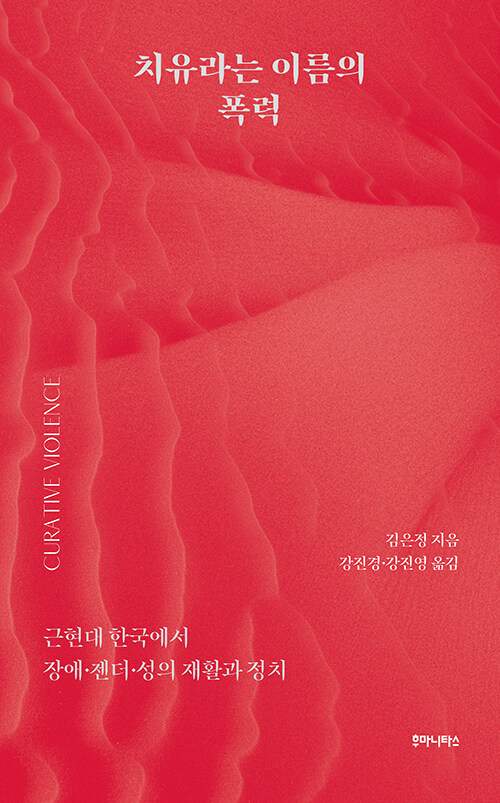 치유라는 이름의
폭력
CURATIVE VIOLENCE
김은정 지음
강진경·강진영 옮김
근현대 한국에서
장애·젠더·성의 재활과 정치
후마니타스